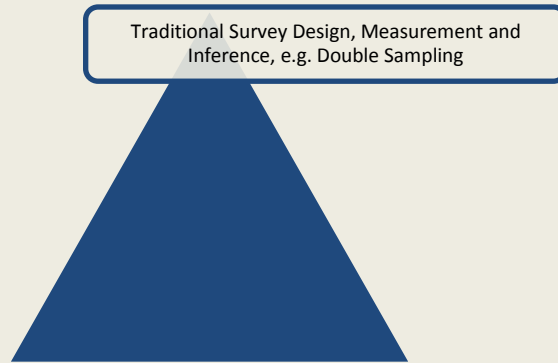 Traditional Survey Design, Measurement and
Inference, e.g. Double Sampling